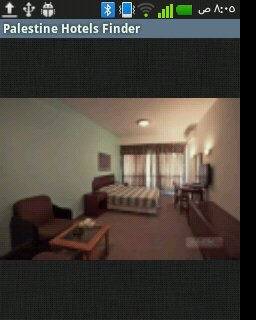 ٨:٠٥ ص
Palestine Hotels Finder